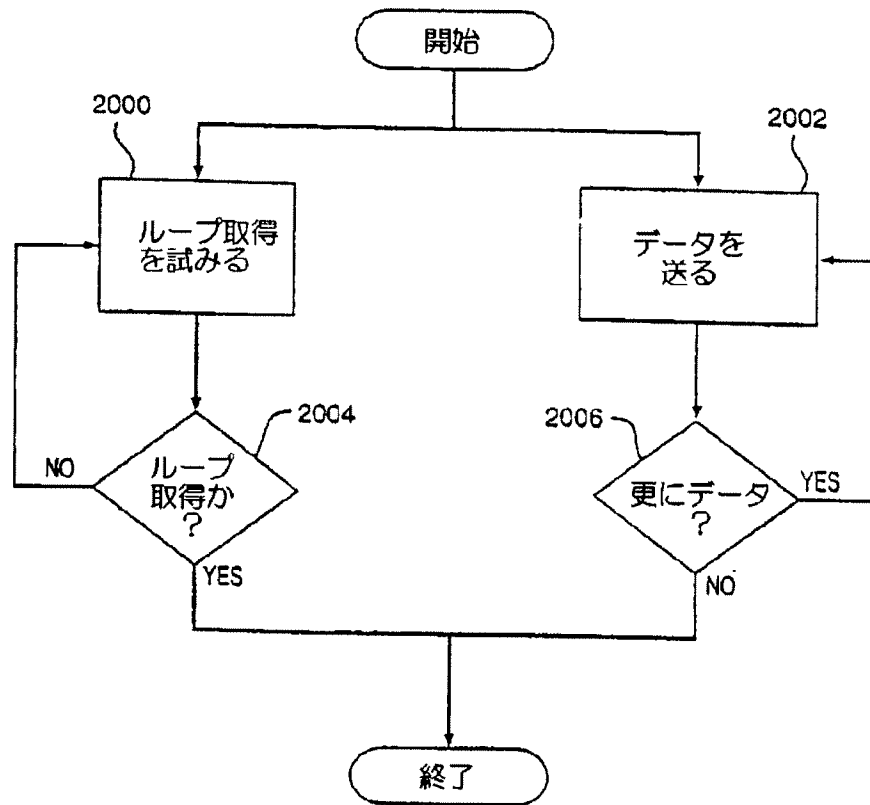 開始
2000
2002
ループ取得
を試みる
データを
送る
2004
2006
NO
ループ
取得か
?
YES
更にデータ
?
YES
NO
終了